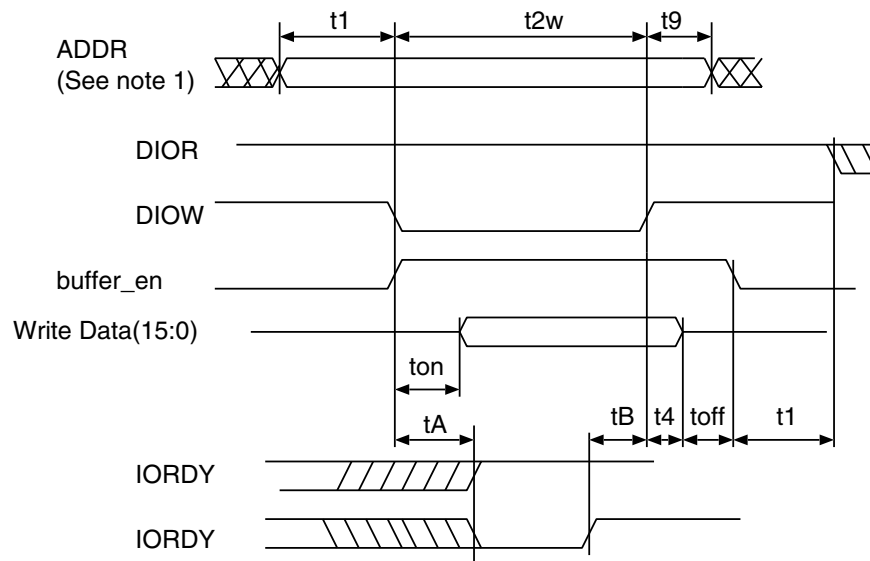 t1 t2w t9
ADDR
(See note 1)
DIOR
DIOW
buffer_en
Write Data(15:0)
ton
tA tB t4 toff t1
IORDY
IORDY